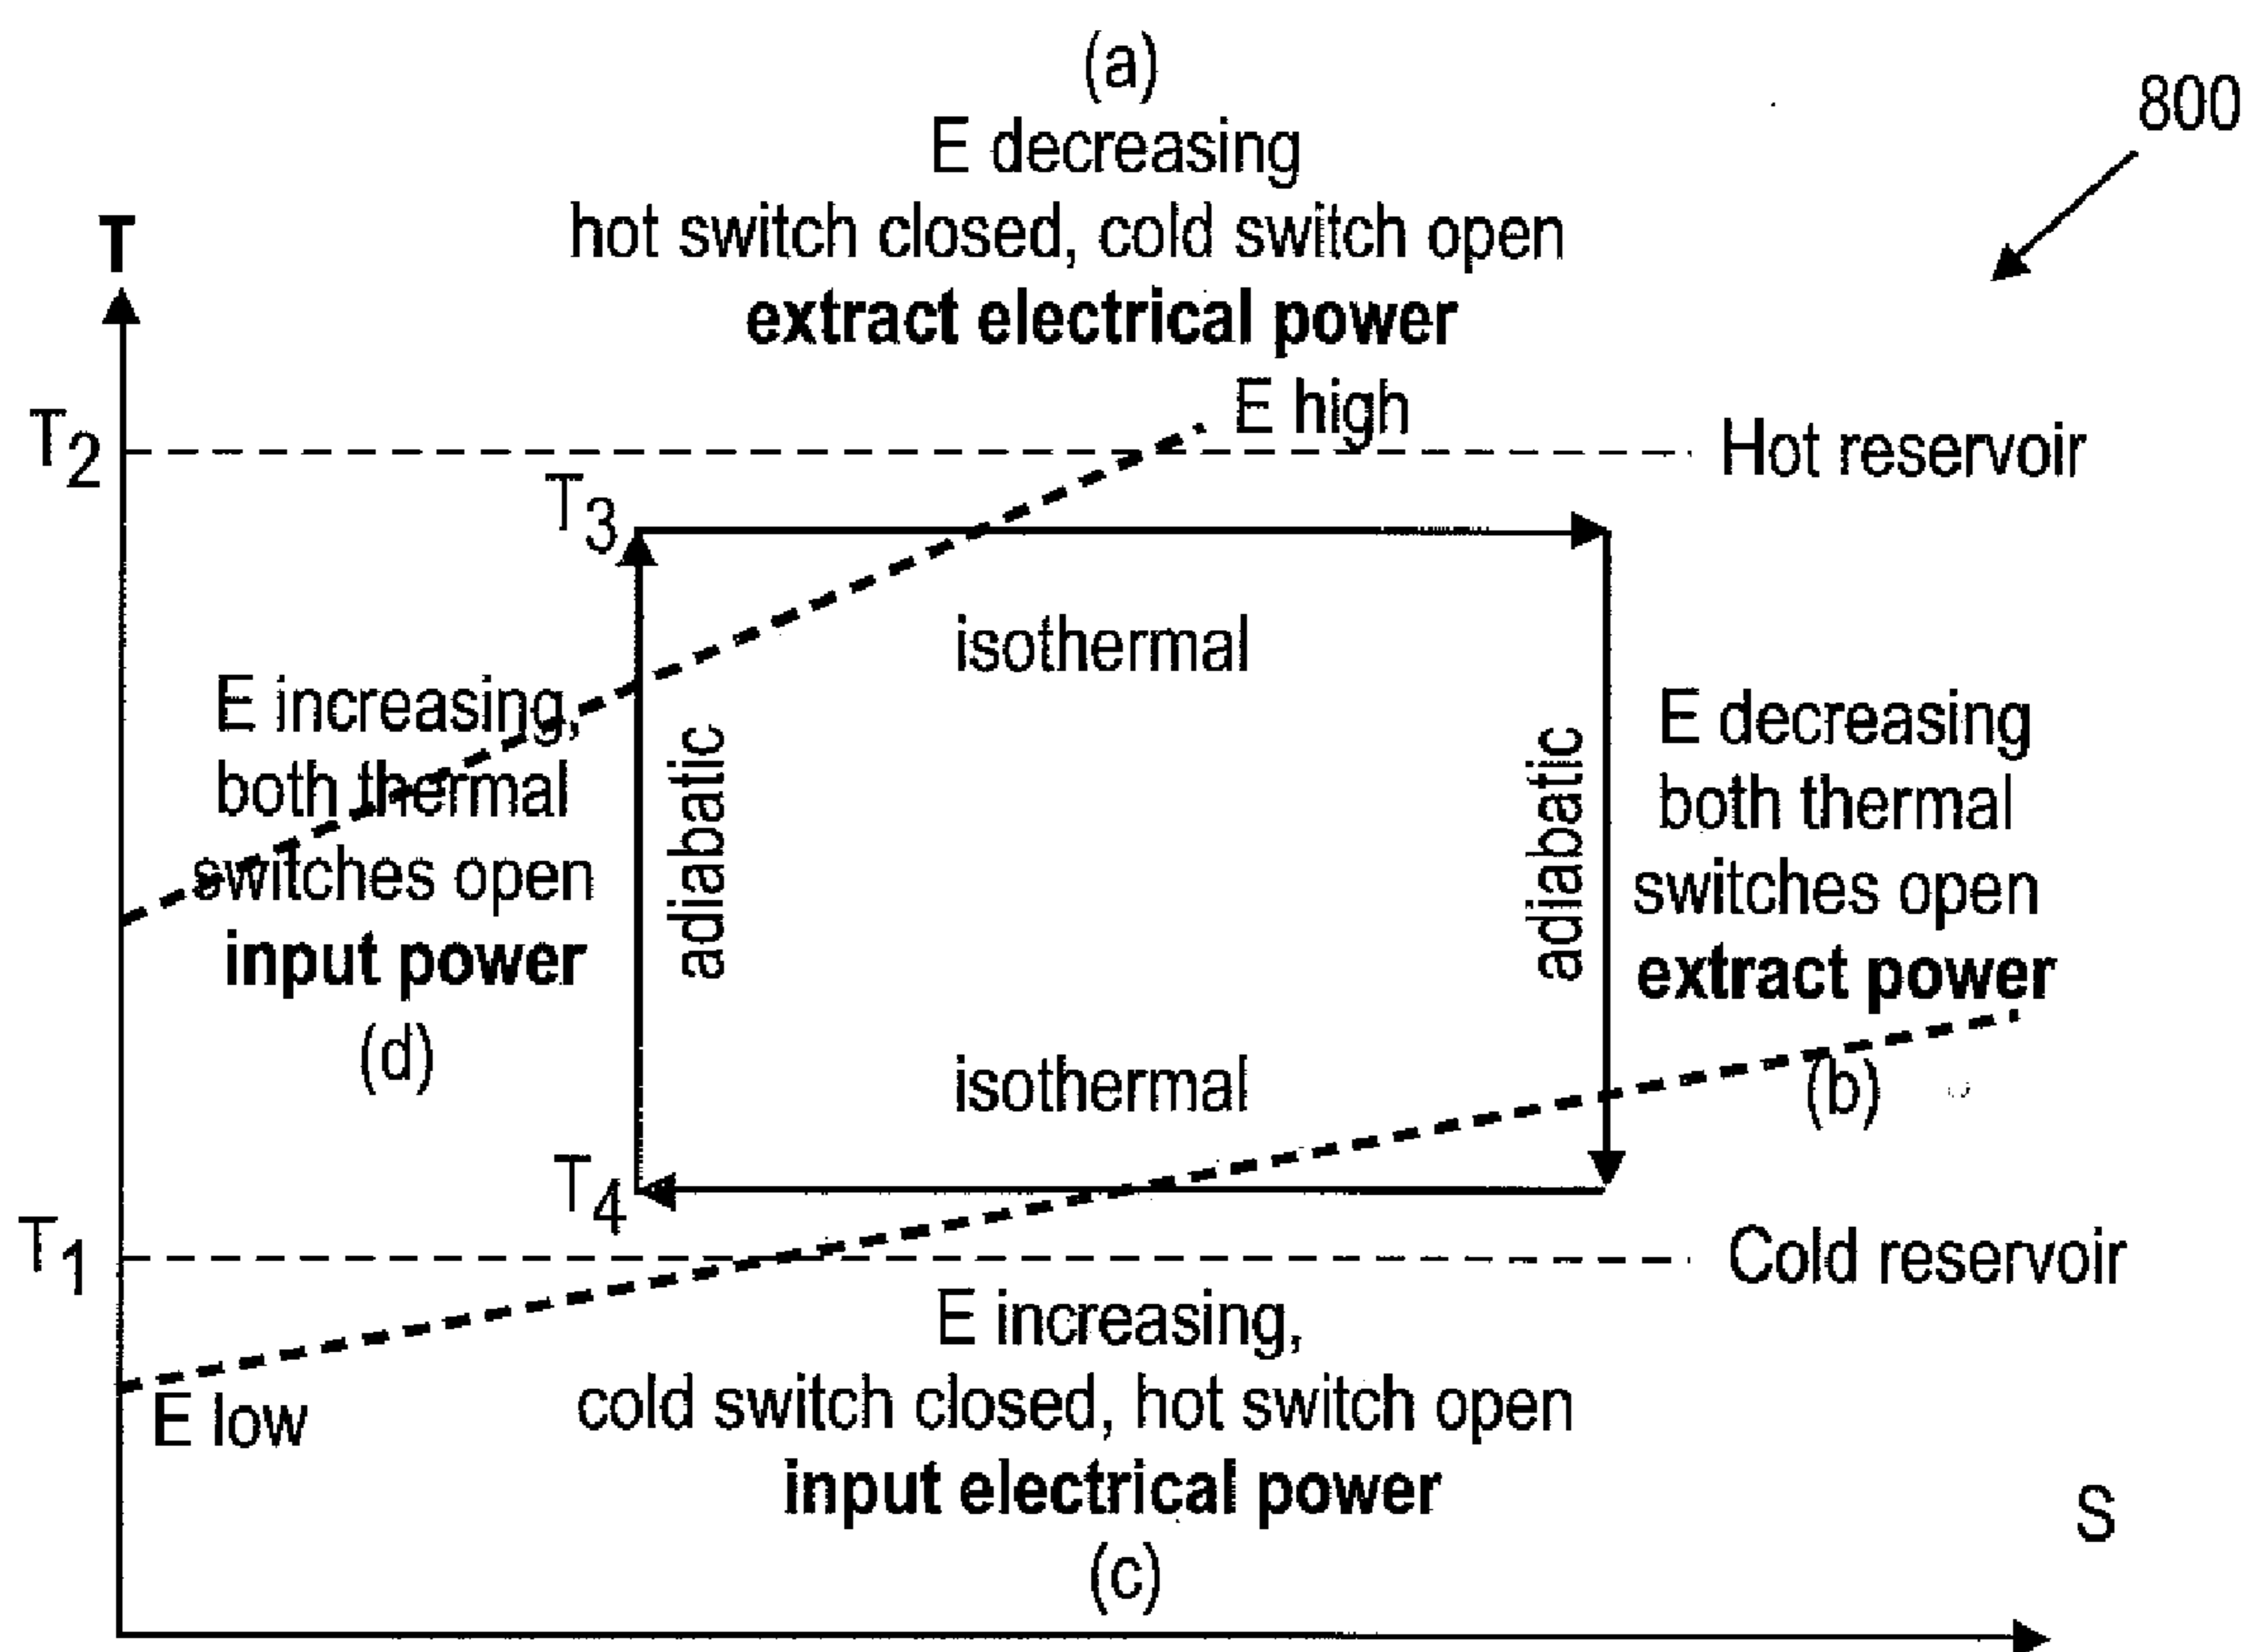 (a)
800
E decreasing
hot switch closed, cold switch open
extract electrical power
T
E high
T2
Hot reservoir
T3
isothermal
E increasing,
both thermal
switches open
input power
(d)
adiabatic
adiabatic
E decreasing
both thermal
switches open
extract power
(b)
isothermal
T4
T1
Cold reservoir
E low
E increasing,
cold switch closed, hot switch open
input electrical power
(c)
S